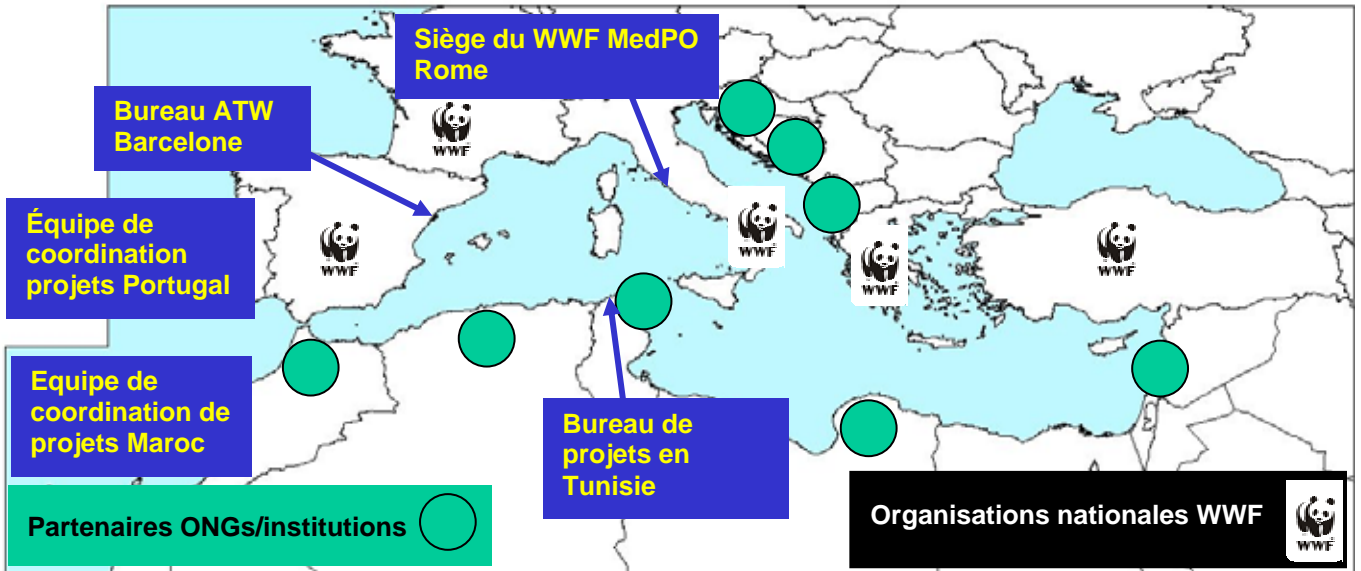 Siège du WWF MedPO
Rome
Bureau ATW
Barcelone
WWF
Équipe de
coordination
projets Portugal
WWF
WWF
WWF
WWF
Equipe de
coordination de
projets Maroc
Bureau de
projets en
Tunisie
Partenaires ONGs/institutions
Organisations nationales WWF
WWF